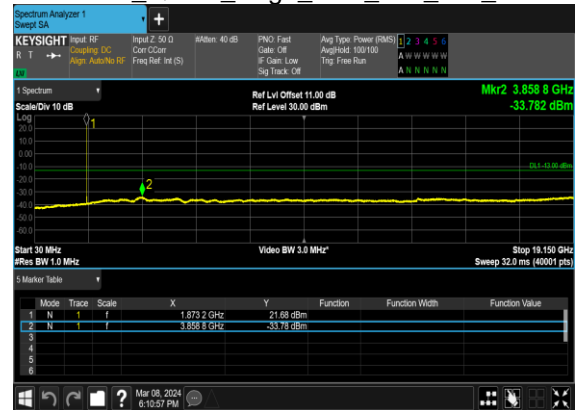 Spectrum Analyzer 1
Swept SA
KEYSIGHT Input: RF Input Z: 50 Ω #Atten: 40 dB PNO: Fast Avg Type: Power (RMS) 1 2 3 4 5 6
R T Coupling: DC Corr CCorr Gate: Off Avg|Hold: 100/100 A W W W W W
Align: Auto/No RF Freq Ref: Int (S) IF Gain: Low Trig: Free Run
Sig Track: Off A N N N N N
1 Spectrum Ref Lvl Offset 11.00 dB Mkr2 3.858 8 GHz
Scale/Div 10 dB Ref Level 30.00 dBm -33.782 dBm
Log
20.0
10.0
0.00
-10.0
DL1 -13.00 dBm
-20.0
-30.0
-40.0
-50.0
-60.0
1
2
Start 30 MHz Video BW 3.0 MHz* Stop 19.150 GHz
#Res BW 1.0 MHz Sweep 32.0 ms (40001 pts)
5 Marker Table
Mode Trace Scale X Y Function Function Width Function Value
1 N 1 f 1.873 2 GHz 21.68 dBm
2 N 1 f 3.858 8 GHz -33.78 dBm
3
4
5
6
? Mar 08, 2024
6:10:57 PM